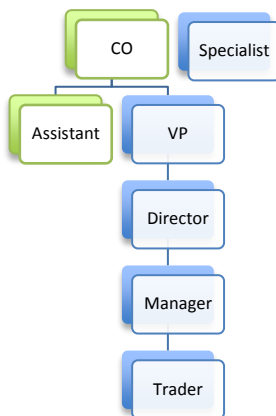 CO
Specialist
Assistant
VP
Director
Manager
Trader